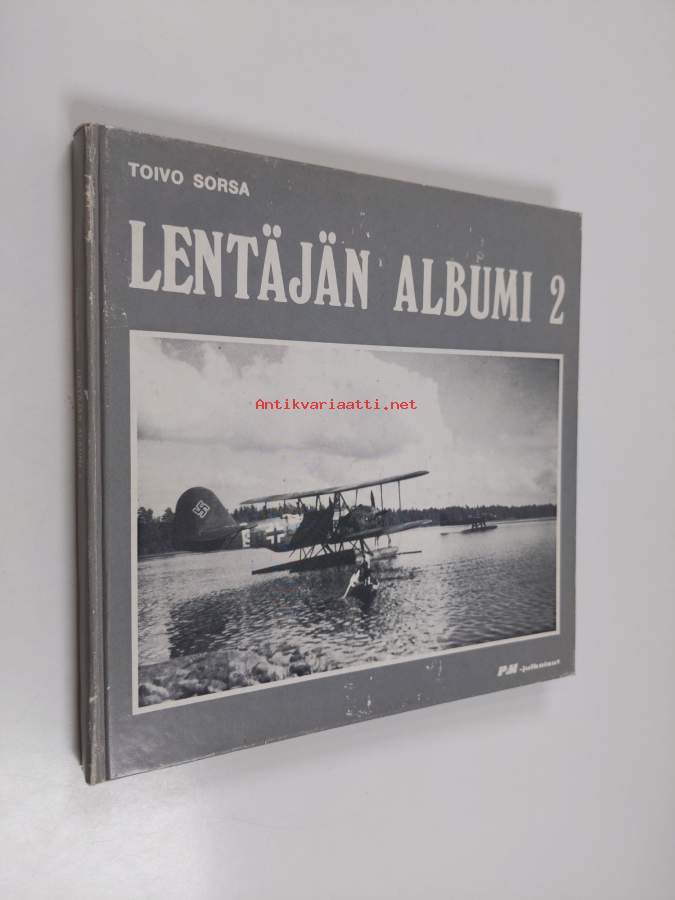 TOIVO SORSA
LENTÄJÄN ALBUMI 2
Antikvariaatti.net
PM-julkaisut